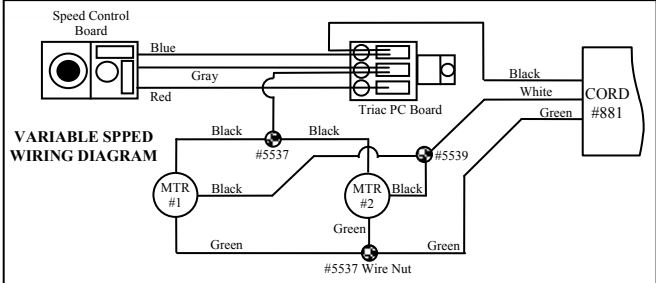 Speed Control
Board
Blue
Gray
Red
Triac PC Board
Black
White
Green
CORD
#881
VARIABLE SPPED
WIRING DIAGRAM
Black
Black
#5537
#5539
MTR
#1
Black
MTR
#2
Black
Green
Green
Green
#5537 Wire Nut